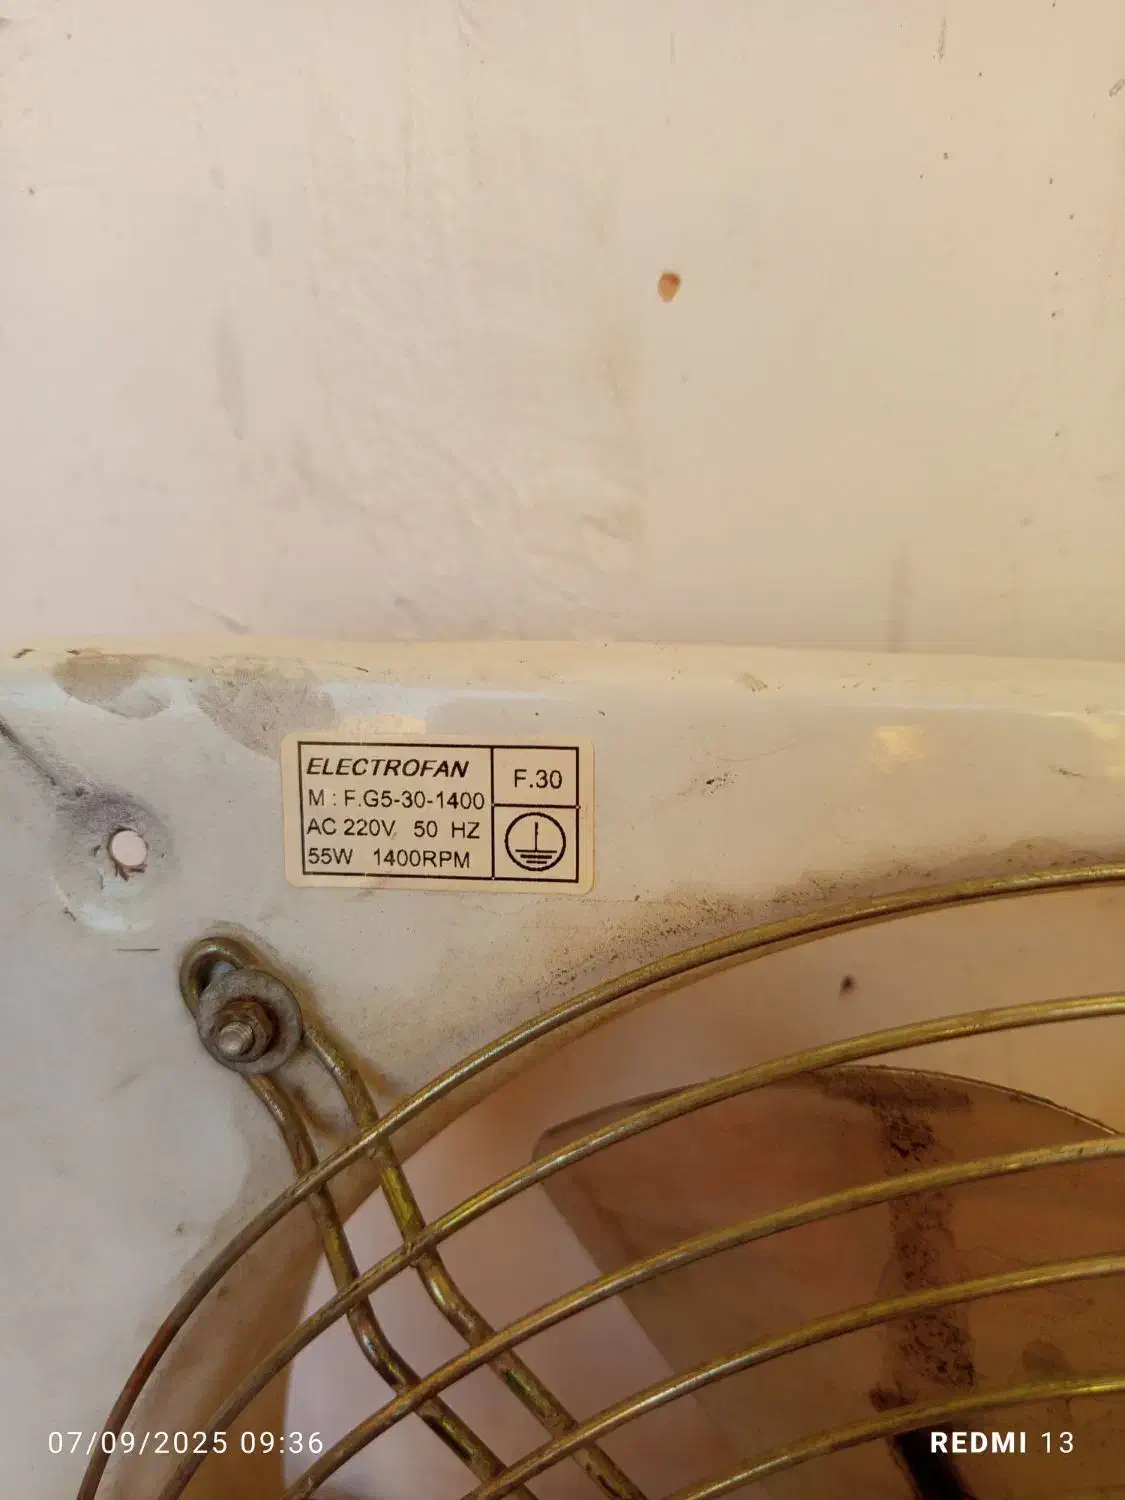 ELECTROFAN
F.30
M : F.G5-30-1400
AC 220V 50 HZ
55W 1400RPM
07/09/2025 09:36
REDMI 13